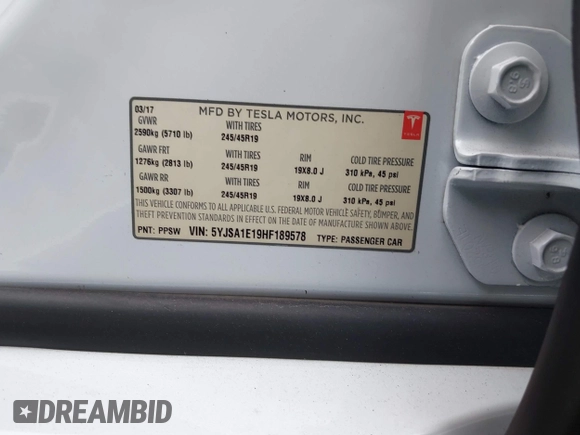 03/17 MFD BY TESLA MOTORS, INC.
GVWR WITH TIRES
2590kg (5710 lb) 245/45R19
TESLA
GAWR FRT WITH TIRES RIM COLD TIRE PRESSURE
1276kg (2813 lb) 245/45R19 19X8.0 J 310 kPa, 45 psi
GAWR RR WITH TIRES RIM COLD TIRE PRESSURE
1500kg (3307 lb) 245/45R19 19X8.0 J 310 kPa, 45 psi
THIS VEHICLE CONFORMS TO ALL APPLICABLE U.S. FEDERAL MOTOR VEHICLE SAFETY, BUMPER, AND
THEFT PREVENTION STANDARDS IN EFFECT ON THE DATE OF MANUFACTURE SHOWN ABOVE.
PNT: PPSW VIN: 5YJSA1E19HF189578 TYPE: PASSENGER CAR
DREAMBID